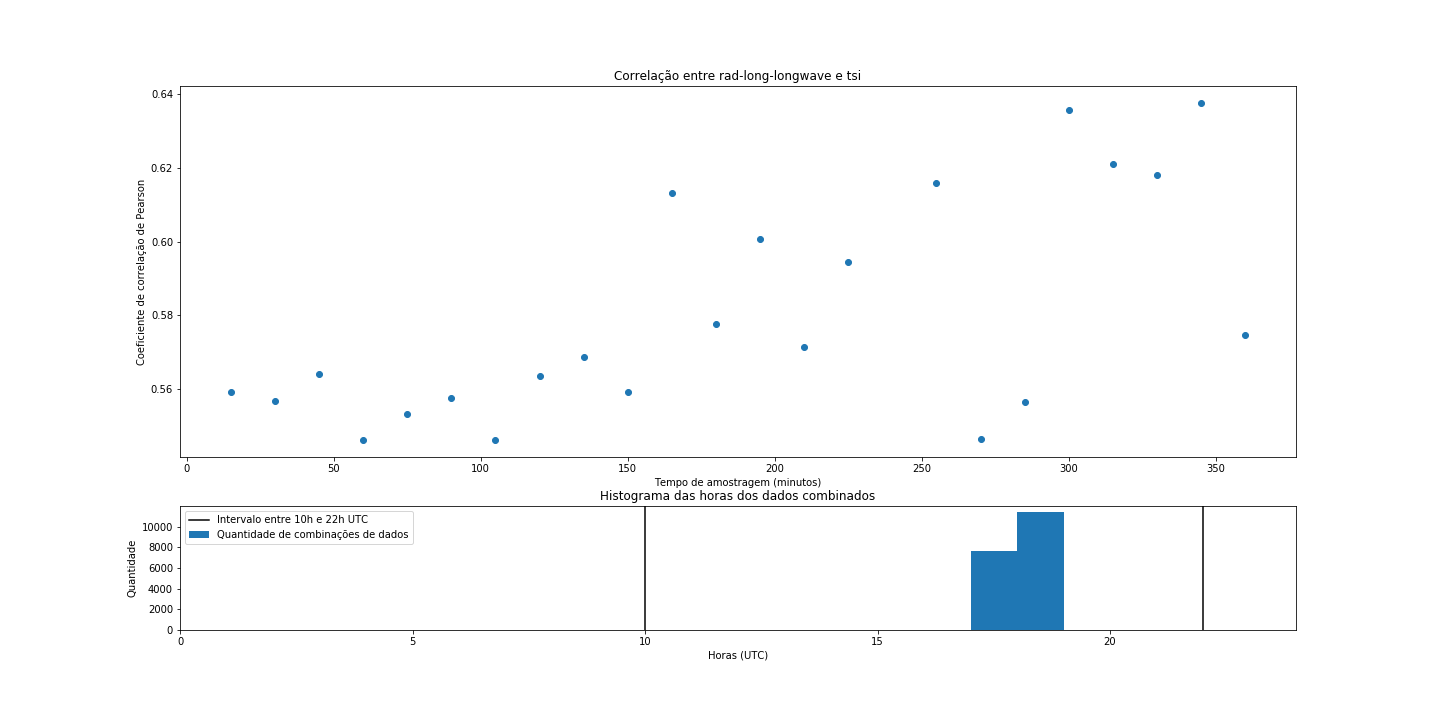 Correlação entre rad-long-longwave e tsi
Coeficiente de correlação de Pearson
0.64
0.62
0.60
0.58
0.56
0 50 100 150 200 250 300 350
Tempo de amostragem (minutos)
Histograma das horas dos dados combinados
Quantidade
10000
8000
6000
4000
2000
0
Intervalo entre 10h e 22h UTC
Quantidade de combinações de dados
0 5 10 15 20
Horas (UTC)